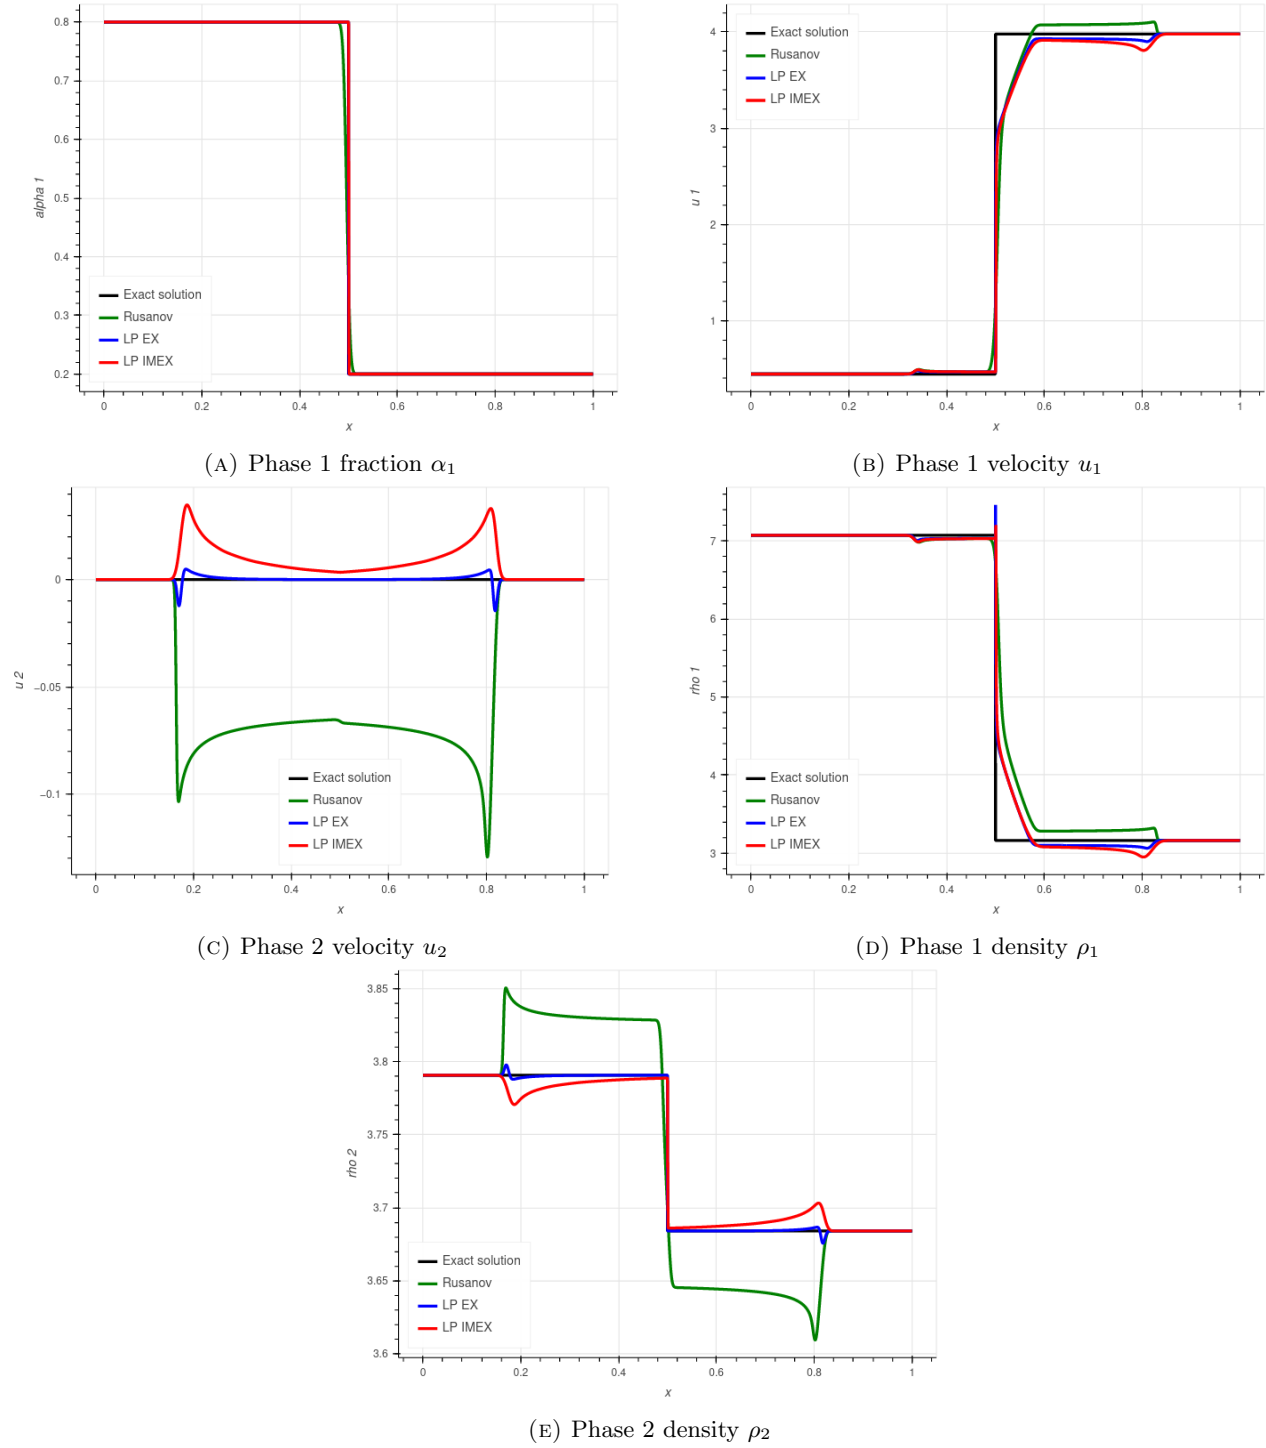 0.8
0.7
0.6
0.5
0.4
0.3
0.2
alpha 1
Exact solution
Rusanov
LP EX
LP IMEX
0
0.2
0.4
0.6
0.8
1
x
(A) Phase 1 fraction α₁
4
3
2
1
u 1
Exact solution
Rusanov
LP EX
LP IMEX
0
0.2
0.4
0.6
0.8
1
x
(B) Phase 1 velocity u₁
0
−0.05
−0.1
u 2
Exact solution
Rusanov
LP EX
LP IMEX
0
0.2
0.4
0.6
0.8
1
x
(C) Phase 2 velocity u₂
7
6
5
4
3
rho 1
Exact solution
Rusanov
LP EX
LP IMEX
0
0.2
0.4
0.6
0.8
1
x
(D) Phase 1 density ρ₁
3.85
3.8
3.75
3.7
3.65
3.6
rho 2
Exact solution
Rusanov
LP EX
LP IMEX
0
0.2
0.4
0.6
0.8
1
x
(E) Phase 2 density ρ₂